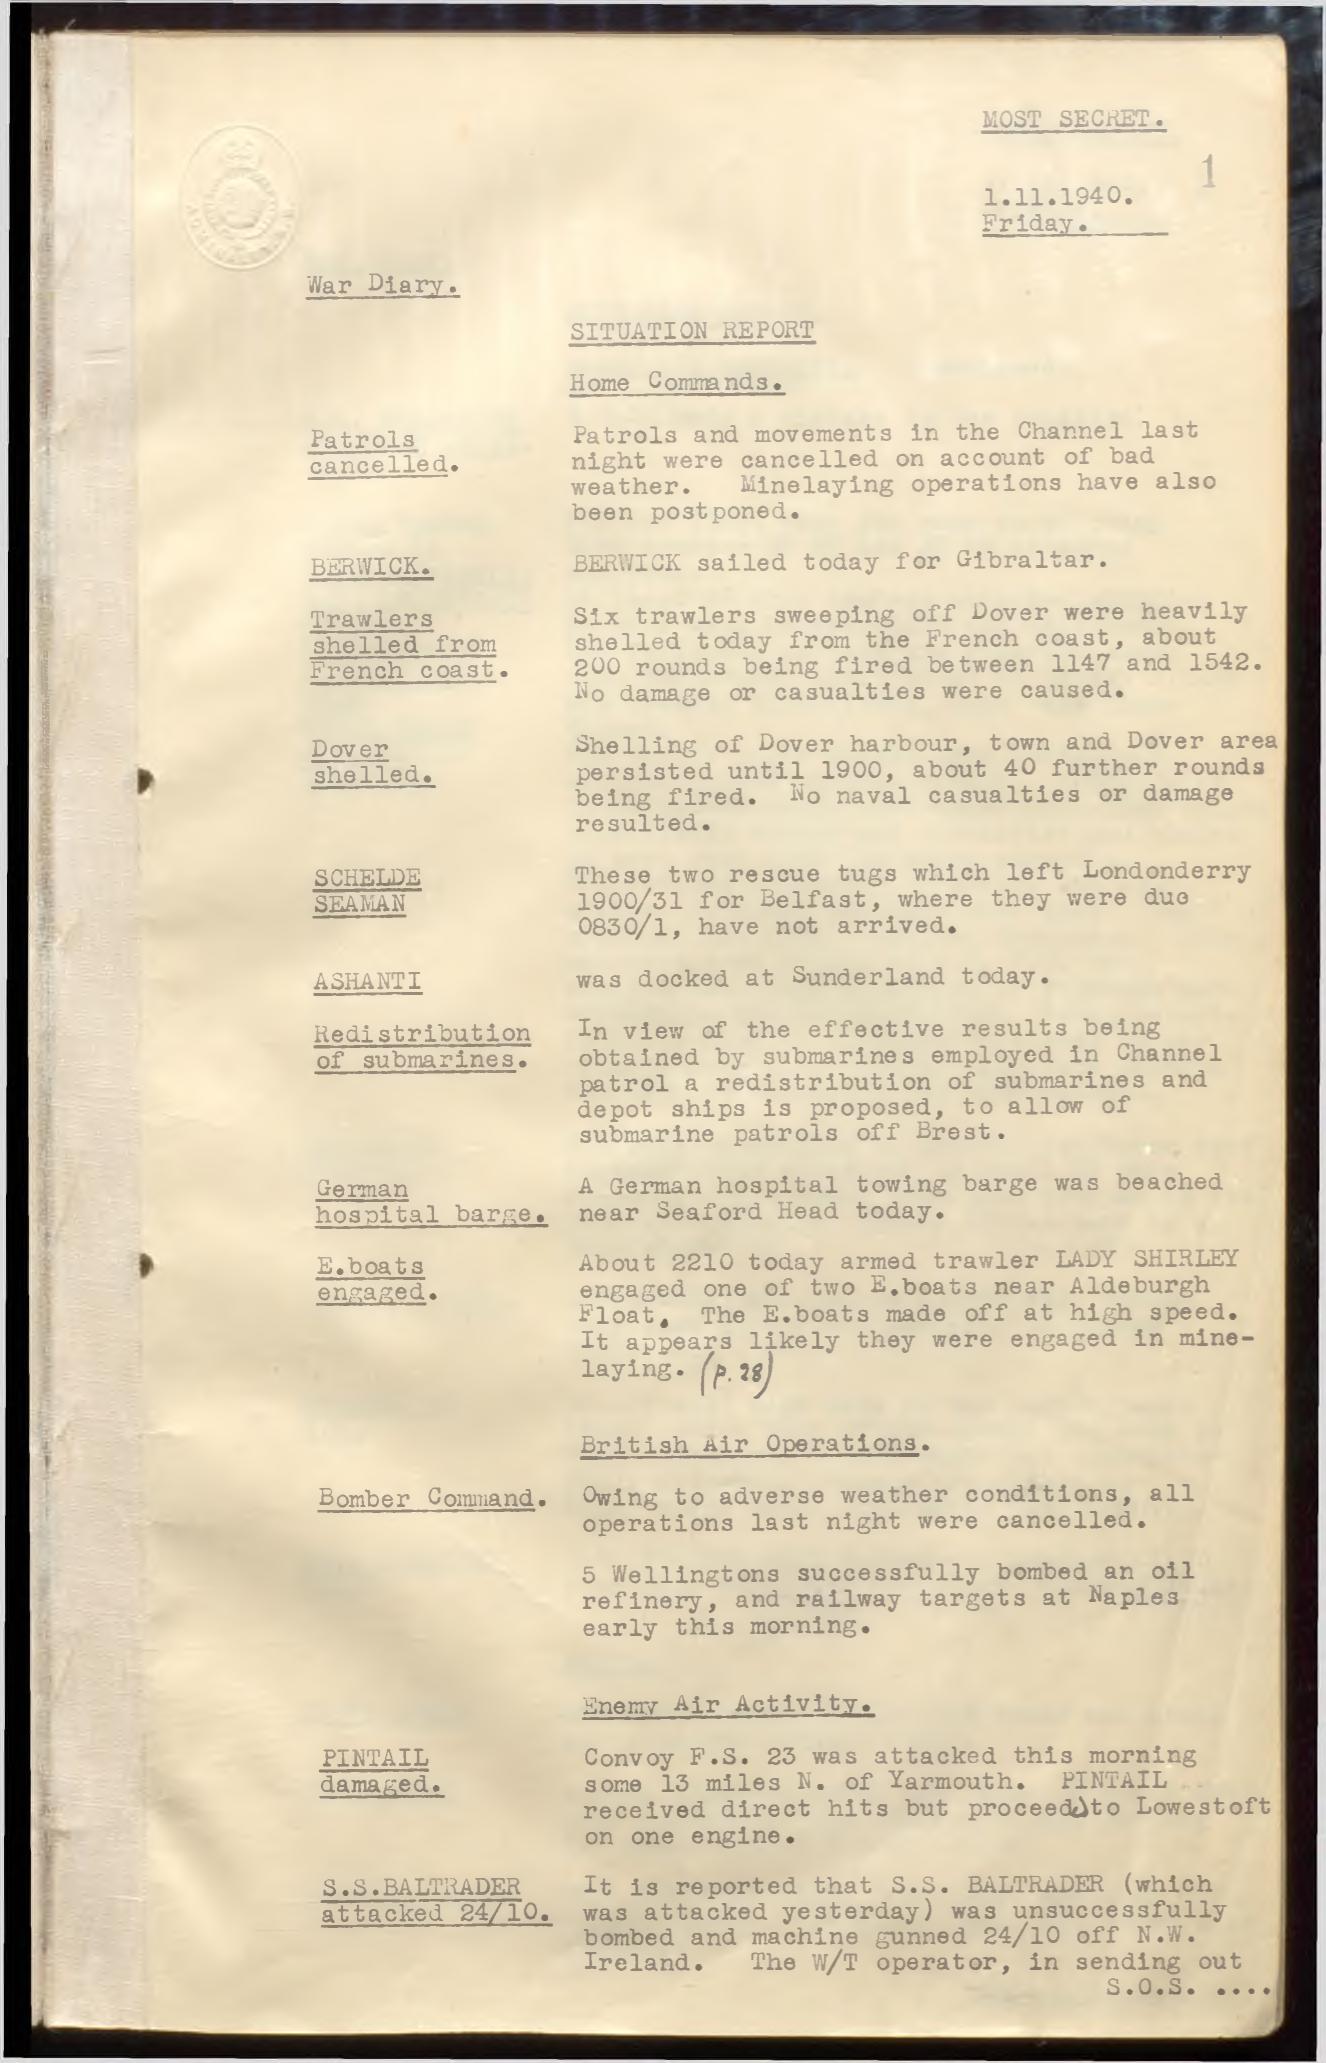 MOST SECRET.
1
1.11.1940.
Friday.
War Diary.
SITUATION REPORT
Home Commands.
Patrols
cancelled.
Patrols and movements in the Channel last
night were cancelled on account of bad
weather. Minelaying operations have also
been postponed.
BERWICK.
BERWICK sailed today for Gibraltar.
Trawlers
shelled from
French coast.
Six trawlers sweeping off Dover were heavily
shelled today from the French coast, about
200 rounds being fired between 1147 and 1542.
No damage or casualties were caused.
Dover
shelled.
Shelling of Dover harbour, town and Dover area
persisted until 1900, about 40 further rounds
being fired. No naval casualties or damage
resulted.
SCHELDE
SEAMAN
These two rescue tugs which left Londonderry
1900/31 for Belfast, where they were due
0830/1, have not arrived.
ASHANTI
was docked at Sunderland today.
Redistribution
of submarines.
In view of the effective results being
obtained by submarines employed in Channel
patrol a redistribution of submarines and
depot ships is proposed, to allow of
submarine patrols off Brest.
German
hospital barge.
A German hospital towing barge was beached
near Seaford Head today.
E.boats
engaged.
About 2210 today armed trawler LADY SHIRLEY
engaged one of two E.boats near Aldeburgh
Float. The E.boats made off at high speed.
It appears likely they were engaged in mine-
laying. (p. 28)
British Air Operations.
Bomber Command.
Owing to adverse weather conditions, all
operations last night were cancelled.
5 Wellingtons successfully bombed an oil
refinery, and railway targets at Naples
early this morning.
Enemy Air Activity.
PINTAIL
damaged.
Convoy F.S. 23 was attacked this morning
some 13 miles N. of Yarmouth. PINTAIL
received direct hits but proceeded to Lowestoft
on one engine.
S.S.BALTRADER
attacked 24/10.
It is reported that S.S. BALTRADER (which
was attacked yesterday) was unsuccessfully
bombed and machine gunned 24/10 off N.W.
Ireland. The W/T operator, in sending out
S.O.S. ....